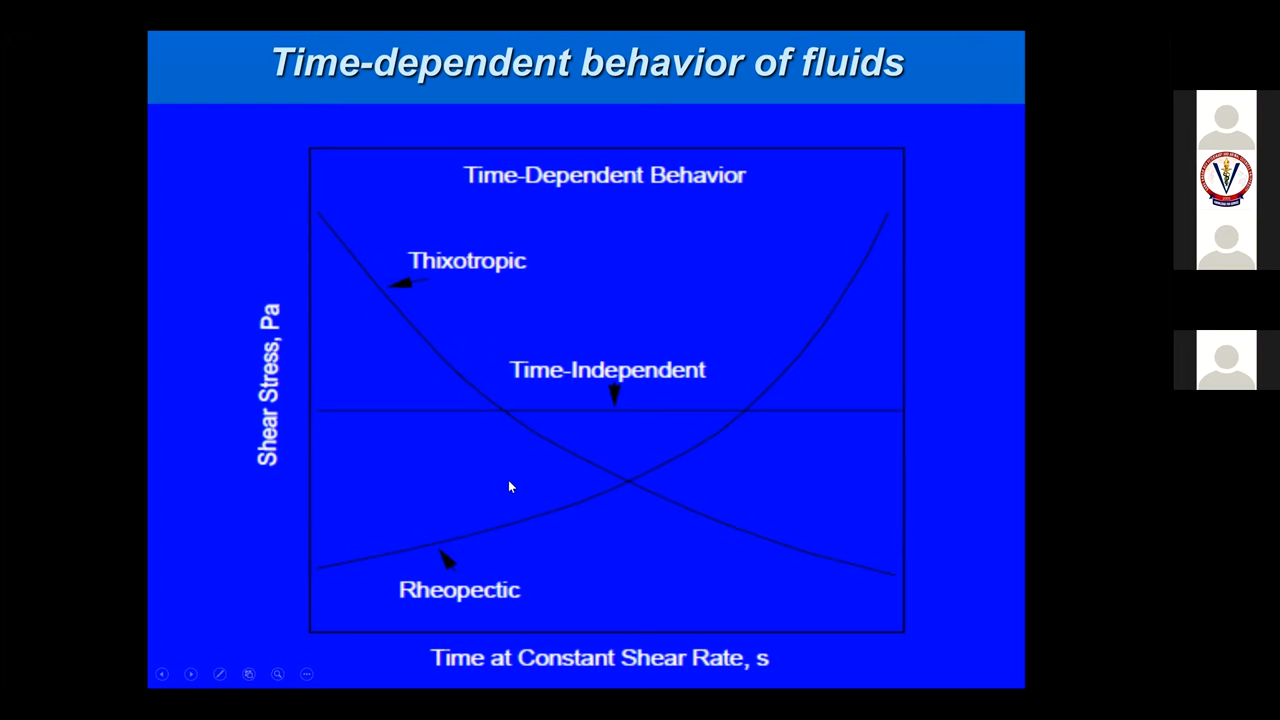 Time-dependent behavior of fluids
Time-Dependent Behavior
Thixotropic
Time-Independent
Shear Stress, Pa
Rheopectic
Time at Constant Shear Rate, s
V